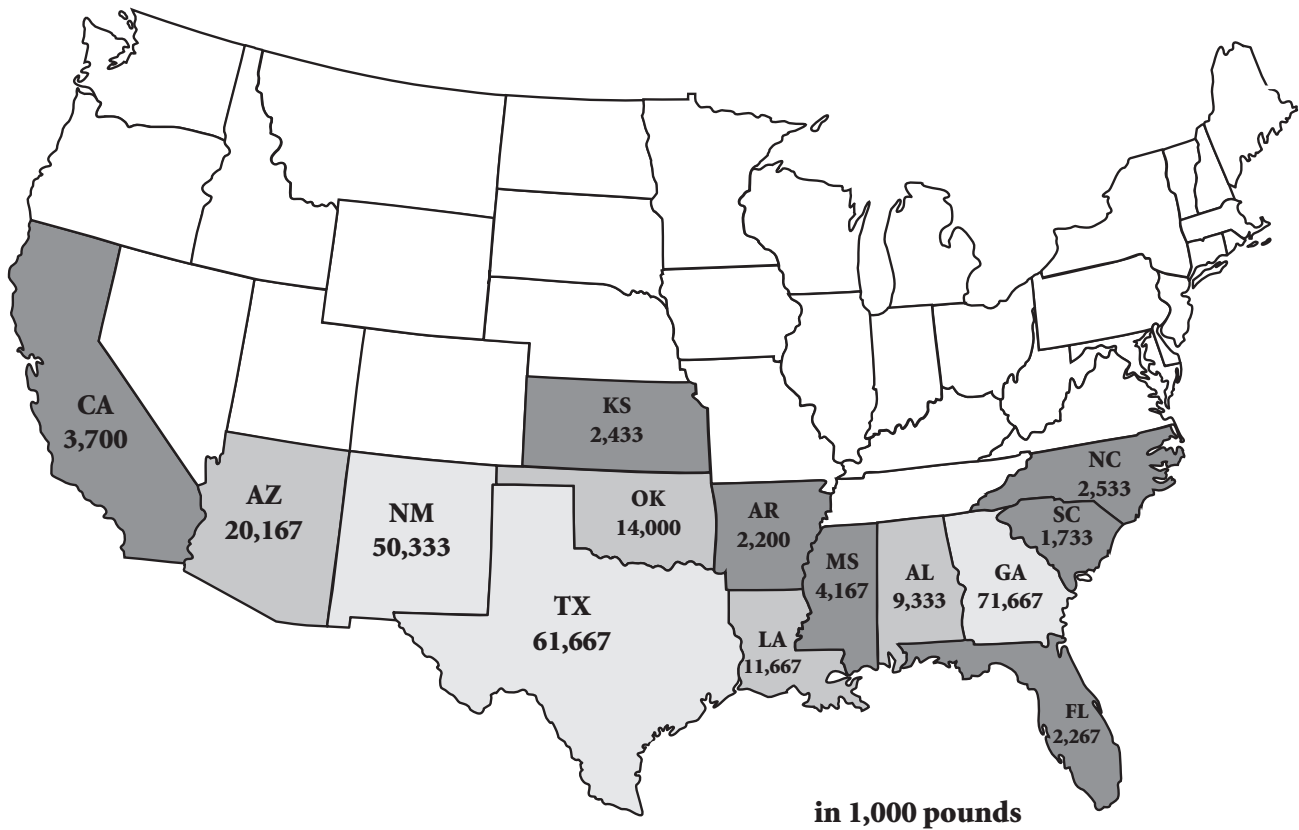 CA
3,700
KS
2,433
NC
2,533
AZ
20,167
NM
50,333
OK
14,000
AR
2,200
SC
1,733
MS
4,167
AL
9,333
GA
71,667
TX
61,667
LA
11,667
FL
2,267
in 1,000 pounds